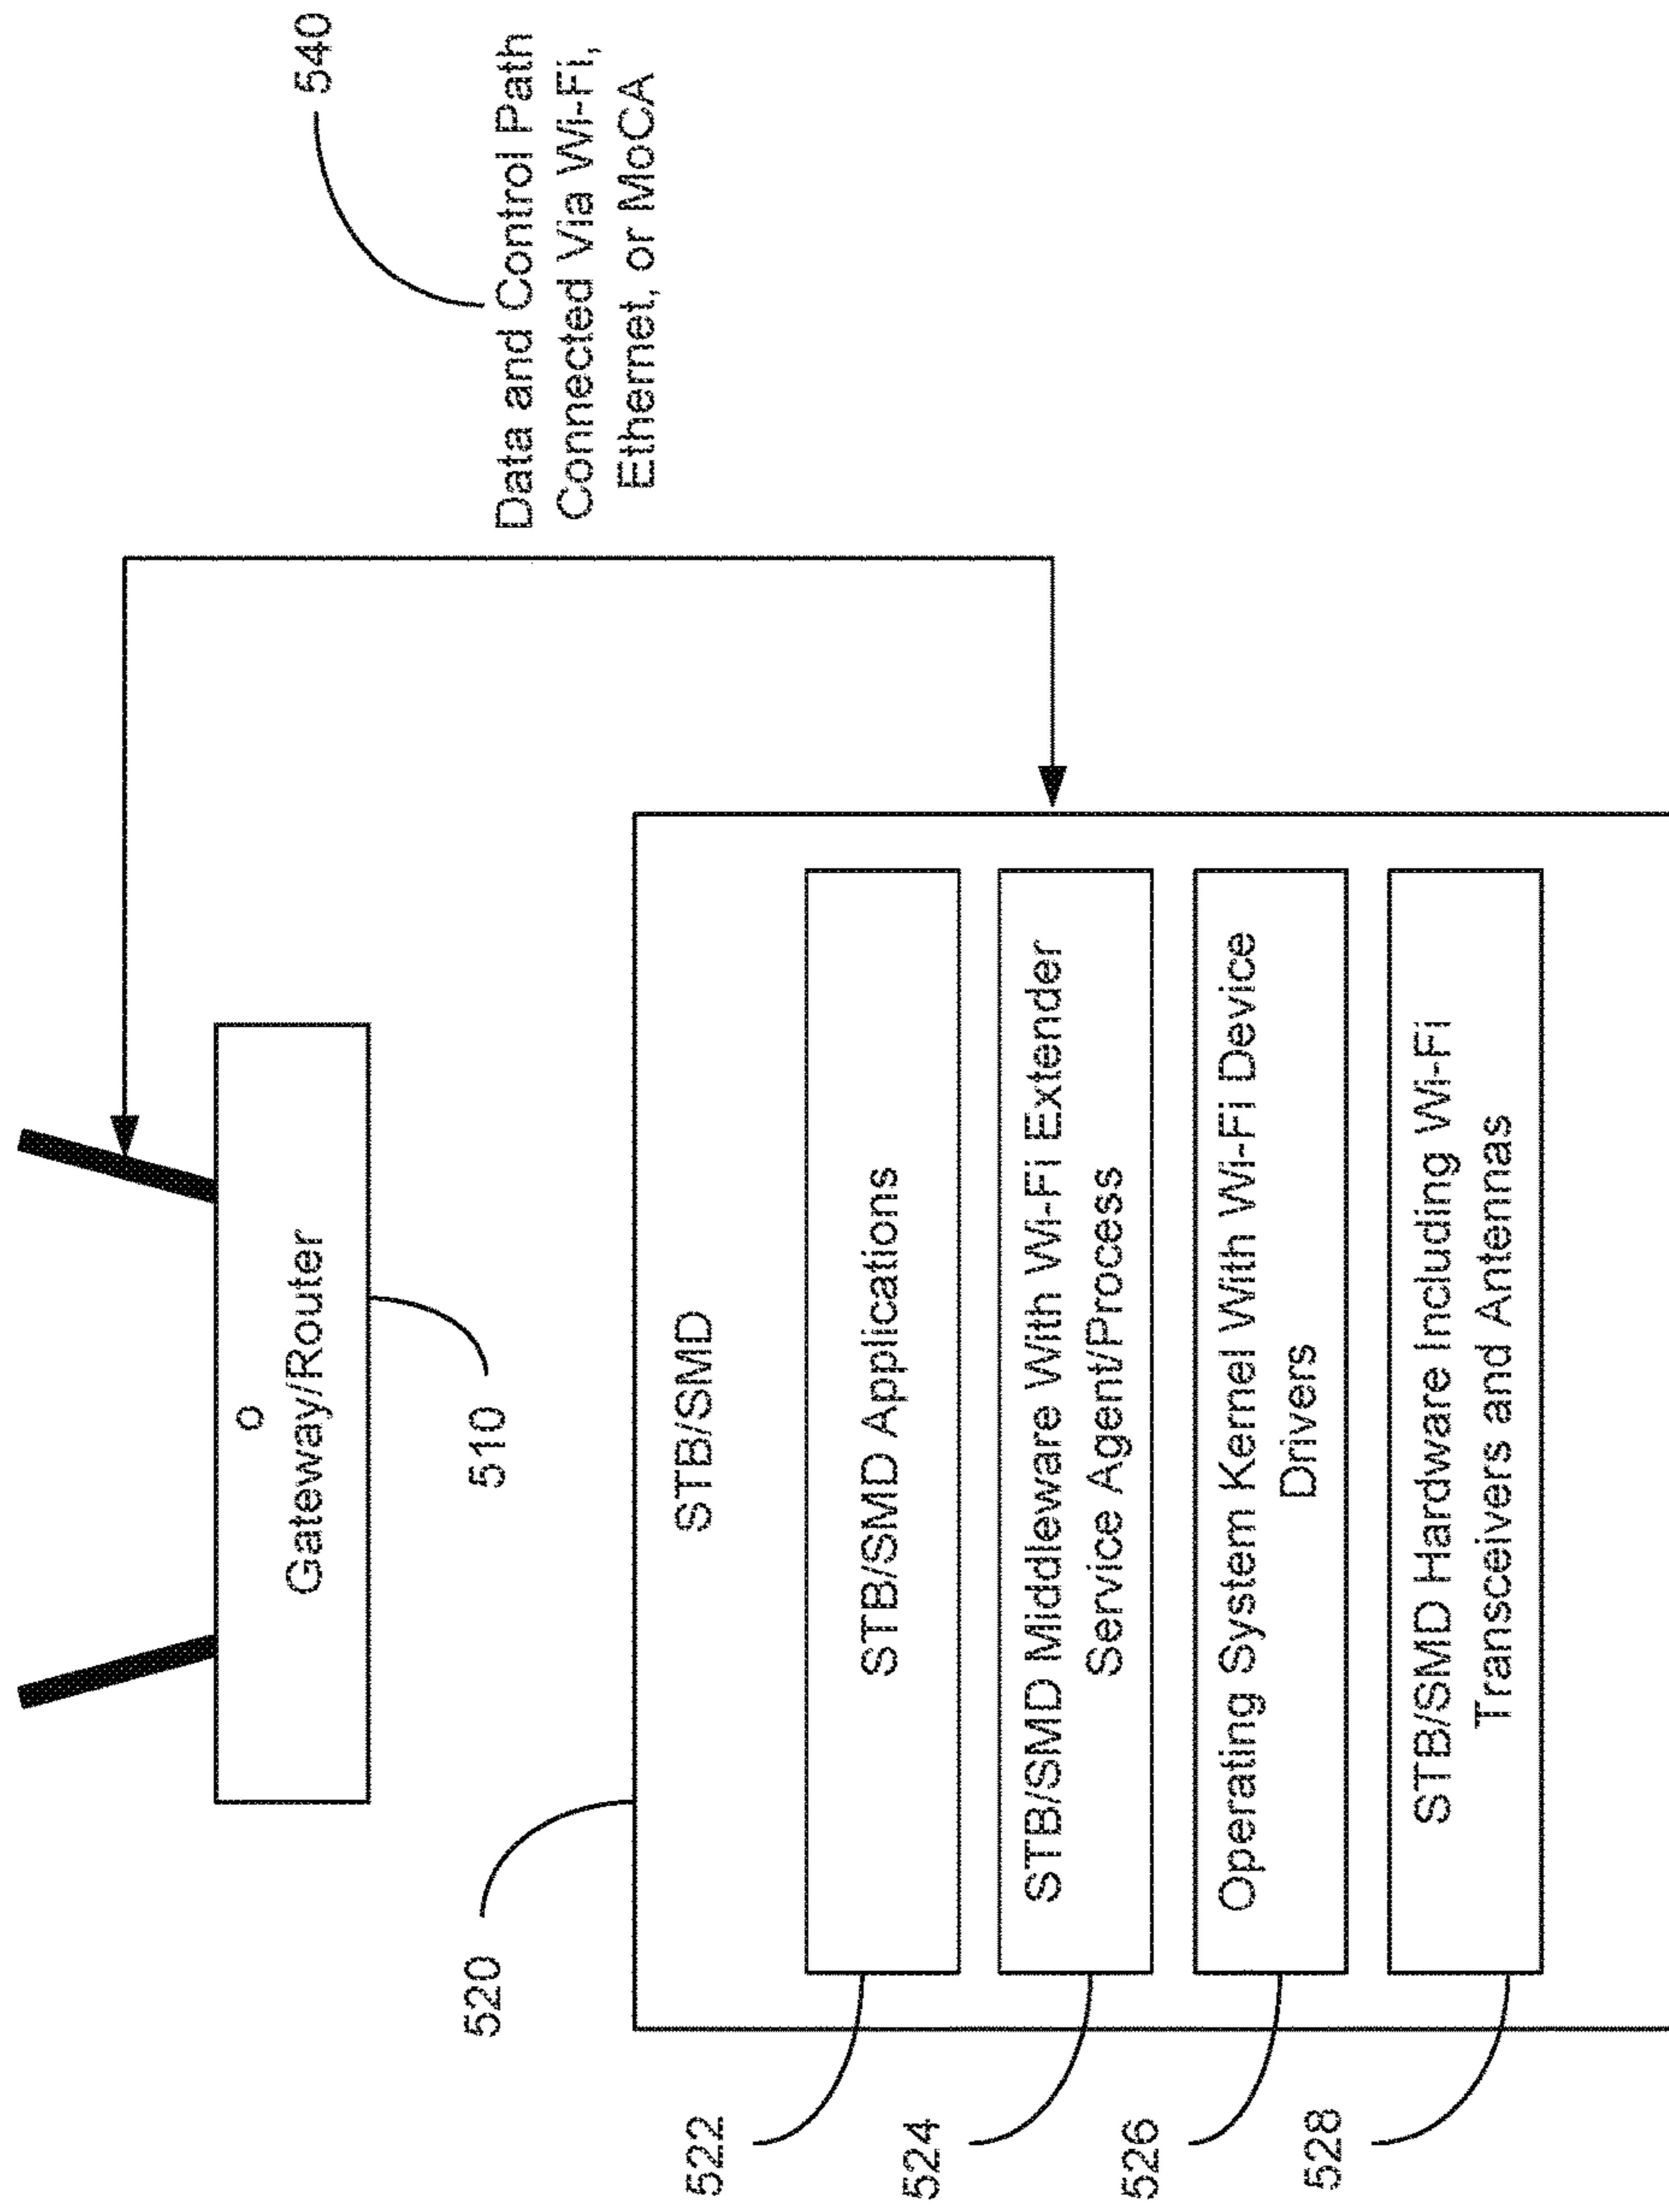 540
Data and Control Path
Connected Via Wi-Fi,
Ethernet, or MoCA
Gateway/Router
510
520
STB/SMD
STB/SMD Applications
522
STB/SMD Middleware With Wi-Fi Extender
Service Agent/Process
524
Operating System Kernel With Wi-Fi Device
Drivers
526
STB/SMD Hardware Including Wi-Fi
Transceivers and Antennas
528